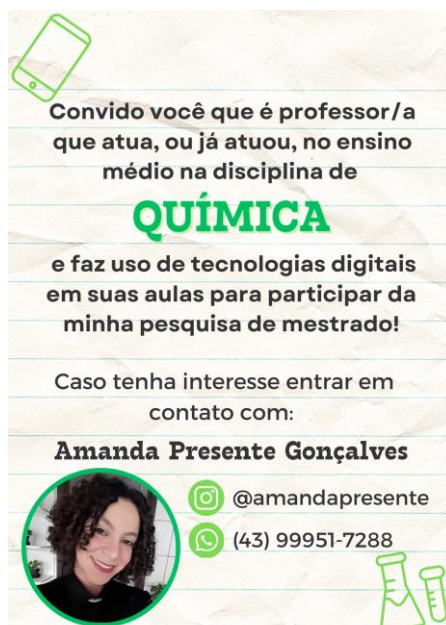 Convido você que é professor/a
que atua, ou já atuou, no ensino
médio na disciplina de
QUÍMICA
e faz uso de tecnologias digitais
em suas aulas para participar da
minha pesquisa de mestrado!
Caso tenha interesse entrar em
contato com:
Amanda Presente Gonçalves
@amandapresente
(43) 99951-7288